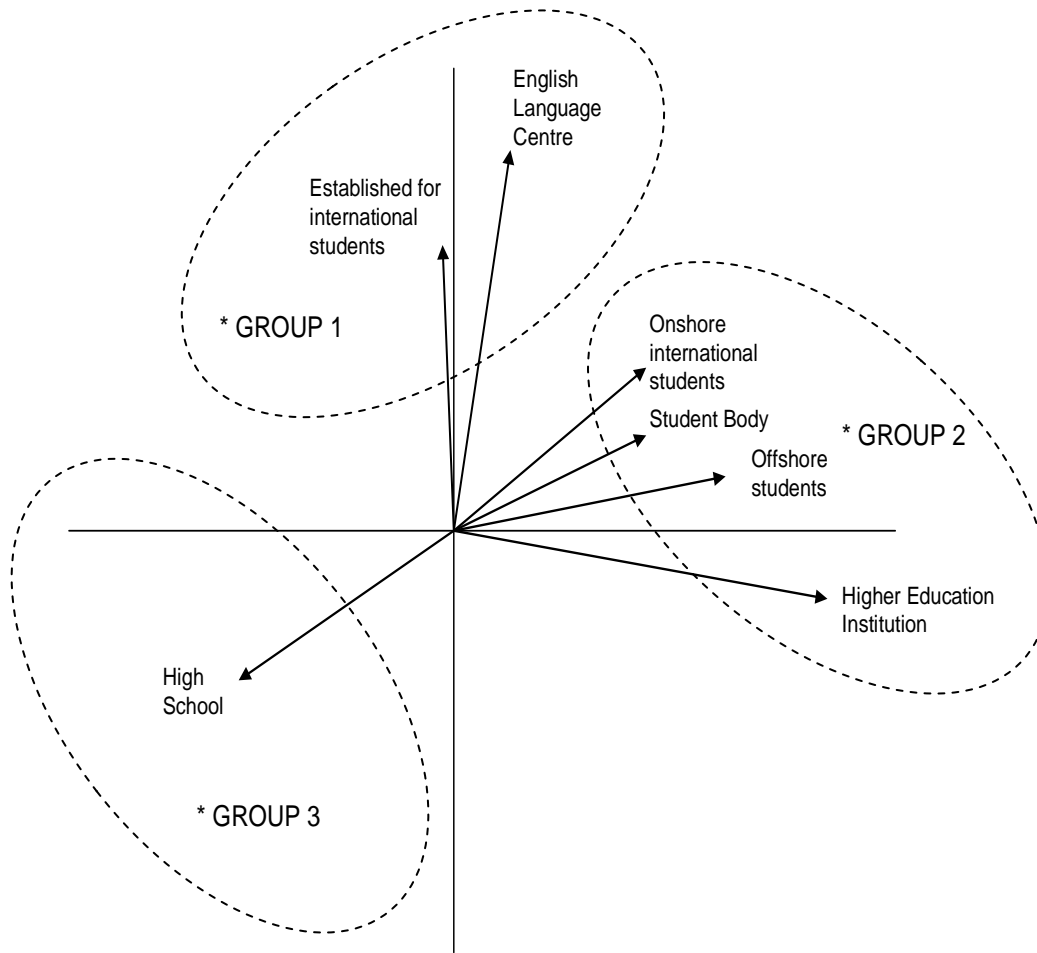 English
Language
Centre
Established for
international
students
* GROUP 1
Onshore
international
students
Student Body
* GROUP 2
Offshore
students
Higher Education
Institution
High
School
* GROUP 3